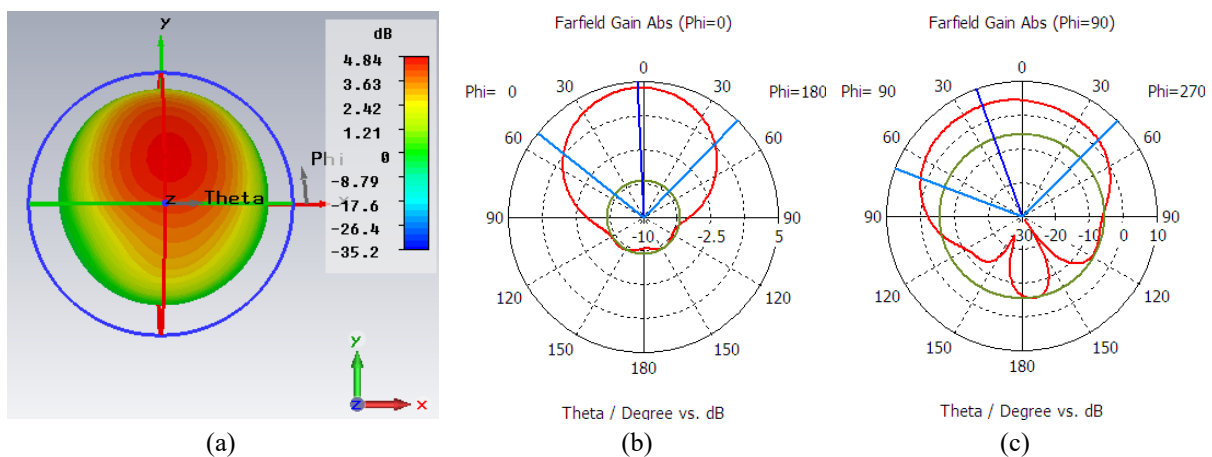 y
dB
4.84
3.63
2.42
1.21
0
-8.79
-17.6
-26.4
-35.2
Phi
z Theta x
y
z x
(a)
Farfield Gain Abs (Phi=0)
0
30 30
Phi= 0 Phi=180
60 60
90 -10 -2.5 5 90
120 120
150 150
180
Theta / Degree vs. dB
(b)
Farfield Gain Abs (Phi=90)
0
30 30
Phi= 90 Phi=270
60 60
90 -30 -20 -10 0 10 90
120 120
150 150
180
Theta / Degree vs. dB
(c)